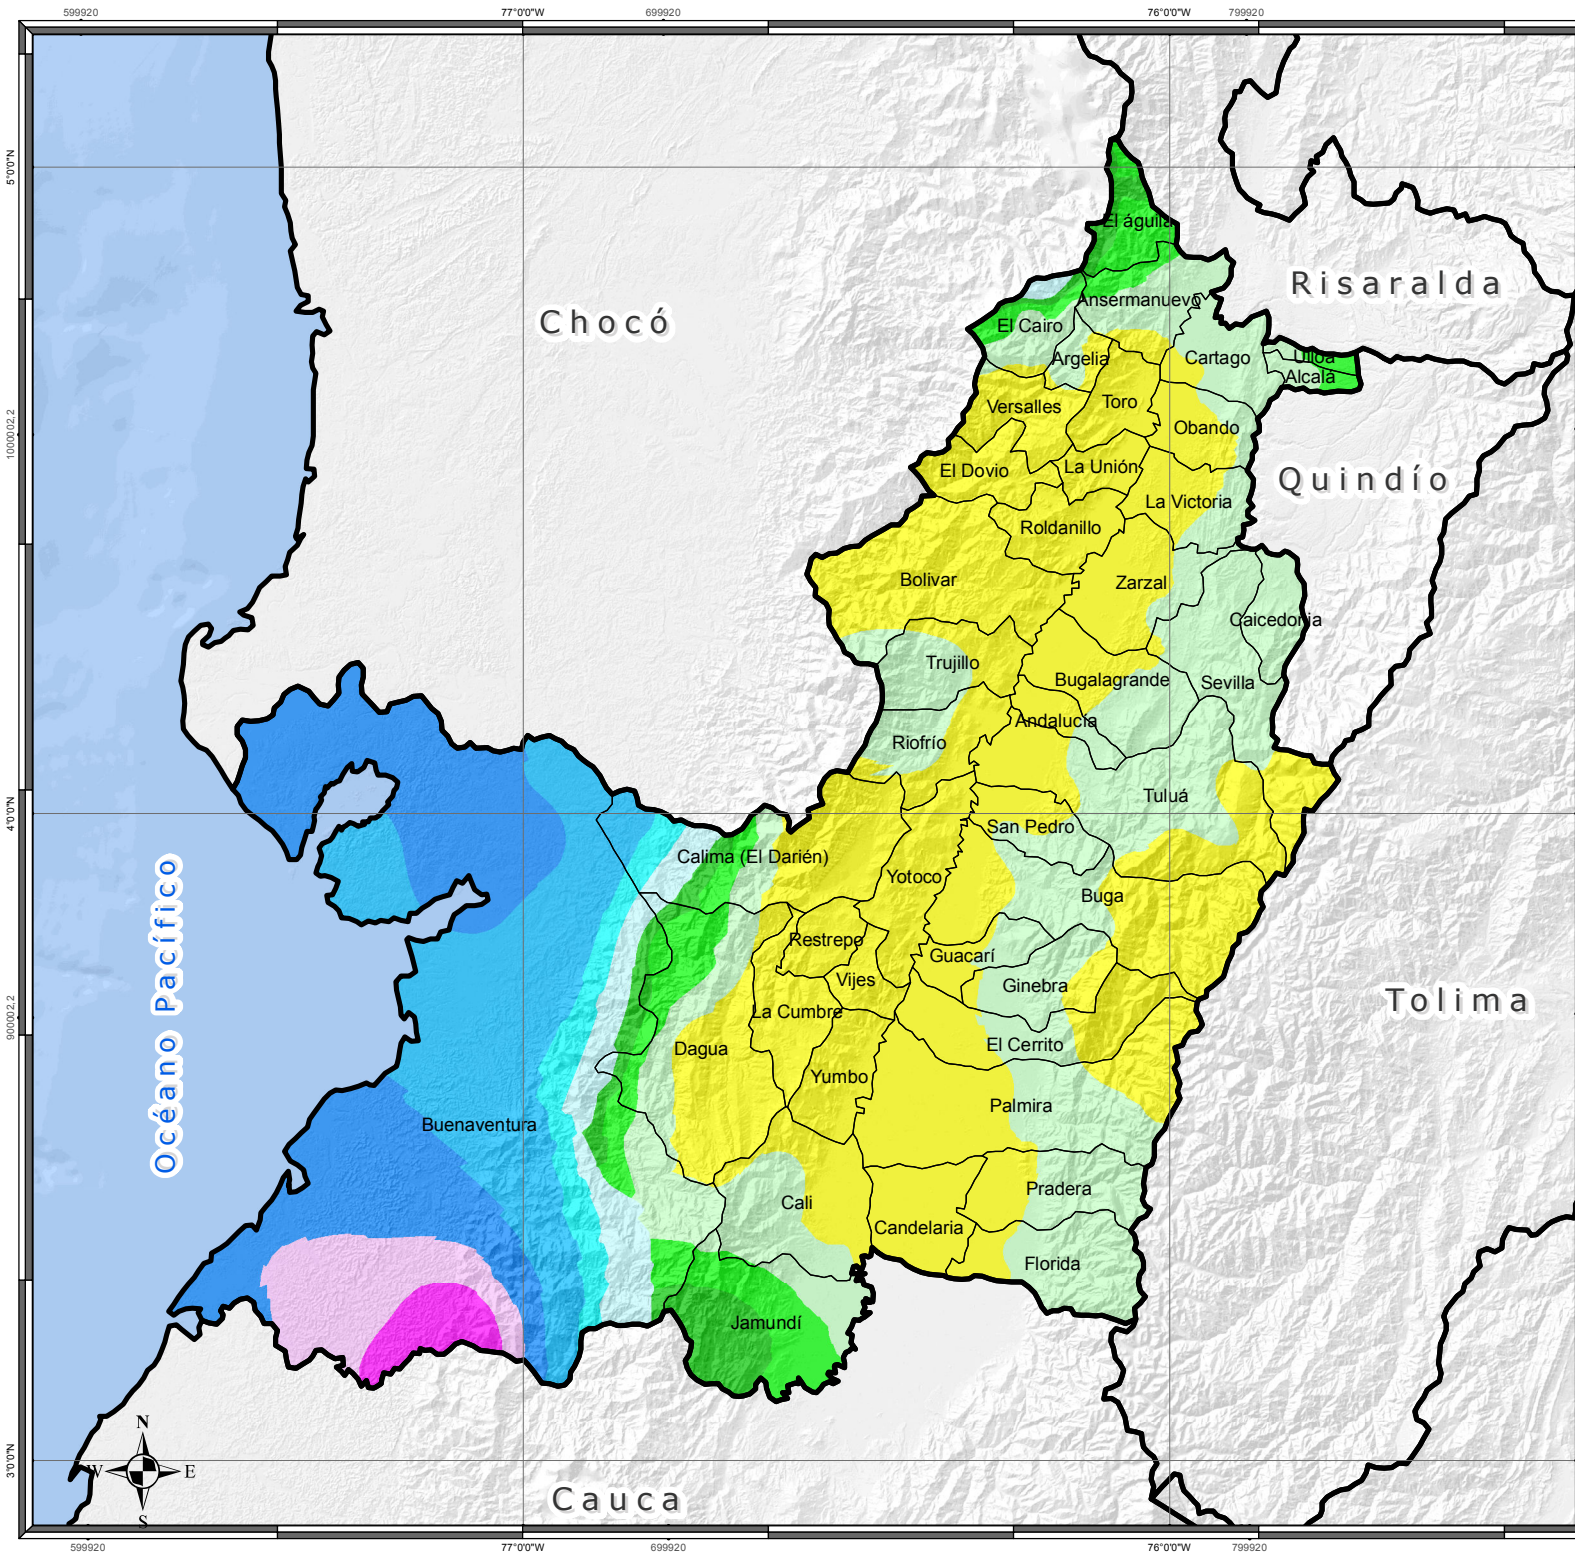 599920
77°0'0"W
699920
76°0'0"W
799920
5°0'0"N
El águila
Risaralda
Ansermanuevo
Chocó
El Cairo
Argelia
Cartago
Ulloa
Alcalá
Versalles
Toro
Obando
1000002,2
El Dovio
La Unión
Quindío
La Victoria
Roldanillo
Bolivar
Zarzal
Caicedonia
Trujillo
Bugalagrande
Sevilla
Andalucía
Riofrío
Tuluá
4°0'0"N
San Pedro
Calima (El Darién)
Yotoco
Buga
Océano Pacífico
Restrepo
Guacarí
Vijes
Ginebra
Tolima
900002,2
La Cumbre
Dagua
El Cerrito
Yumbo
Palmira
Buenaventura
Pradera
Cali
Candelaria
Florida
Jamundí
N
W
E
S
3°0'0"N
Cauca
599920
77°0'0"W
699920
76°0'0"W
799920